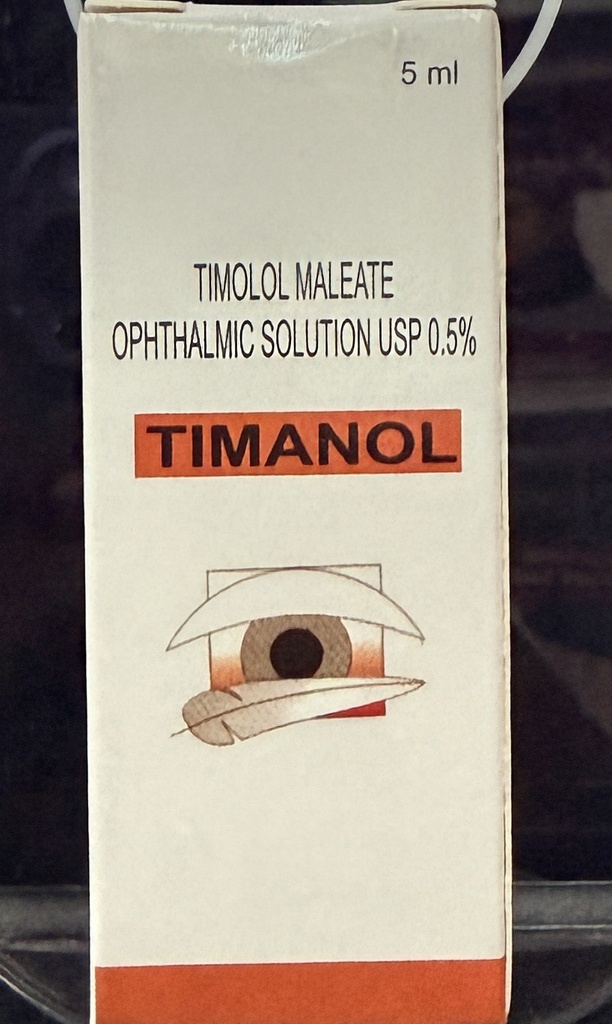 5 ml
TIMOLOL MALEATE
OPHTHALMIC SOLUTION USP 0.5%
TIMANOL